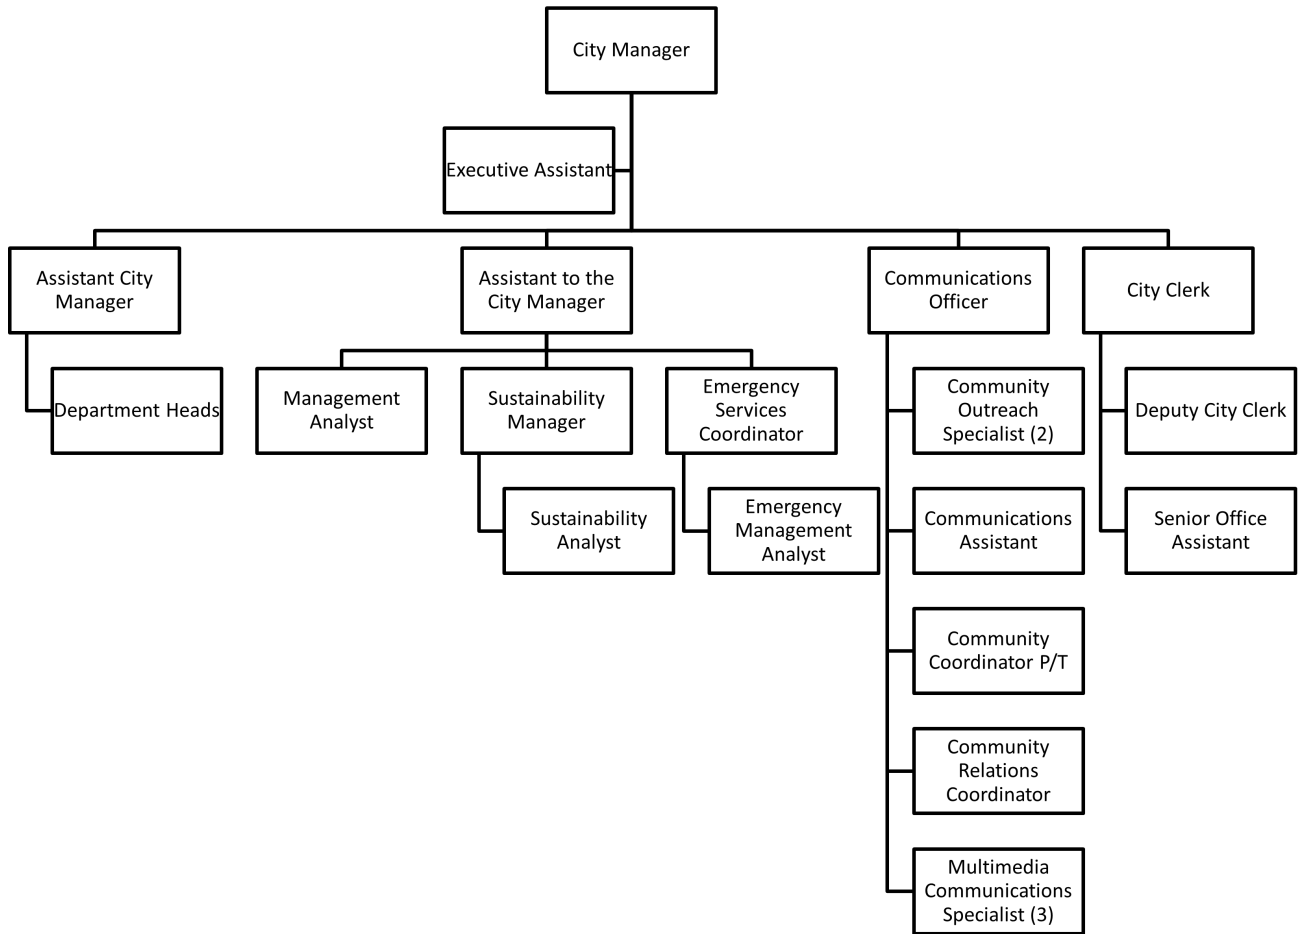 City Manager
Executive Assistant
Assistant City
Manager
Assistant to the
City Manager
Communications
Officer
City Clerk
Department Heads
Management
Analyst
Sustainability
Manager
Emergency
Services
Coordinator
Community
Outreach
Specialist (2)
Deputy City Clerk
Sustainability
Analyst
Emergency
Management
Analyst
Communications
Assistant
Senior Office
Assistant
Community
Coordinator P/T
Community
Relations
Coordinator
Multimedia
Communications
Specialist (3)